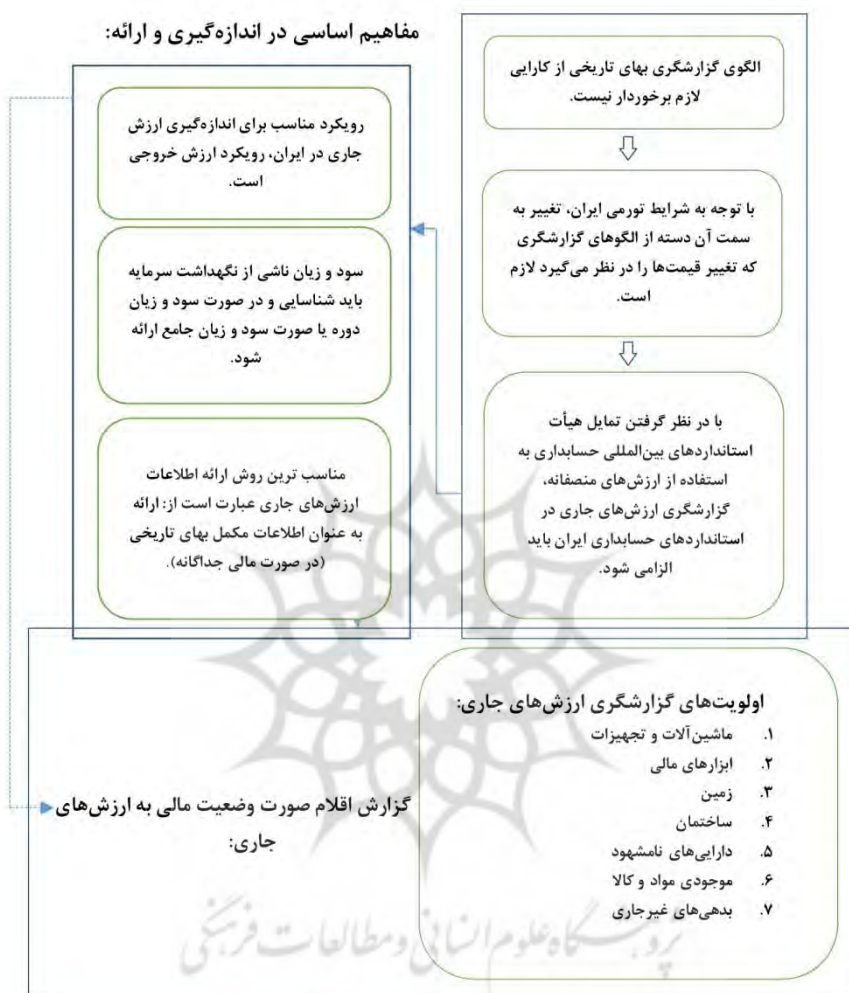 مفاهیم اساسی در اندازه‌گیری و ارائه:
الگوی گزارشگری بهای تاریخی از کارایی
لازم برخوردار نیست.
با توجه به شرایط تورمی ایران، تغییر به
سمت آن دسته از الگوهای گزارشگری
که تغییر قیمت‌ها را در نظر می‌گیرد لازم
است.
با در نظر گرفتن تمایل هیأت
استانداردهای بین‌المللی حسابداری به
استفاده از ارزش‌های منصفانه،
گزارشگری ارزش‌های جاری در
استانداردهای حسابداری ایران باید
الزامی شود.
رویکرد مناسب برای اندازه‌گیری ارزش
جاری در ایران، رویکرد ارزش خروجی
است.
سود و زیان ناشی از نگهداشت سرمایه
باید شناسایی و در صورت سود و زیان
دوره یا صورت سود و زیان جامع ارائه
شود.
مناسب ترین روش ارائه اطلاعات
ارزش‌های جاری عبارت است از: ارائه
به عنوان اطلاعات مکمل بهای تاریخی
(در صورت مالی جداگانه).
اولویت‌های گزارشگری ارزش‌های جاری:
۱. ماشین‌آلات و تجهیزات
۲. ابزارهای مالی
۳. زمین
۴. ساختمان
۵. دارایی‌های نامشهود
۶. موجودی مواد و کالا
۷. بدهی‌های غیرجاری
گزارش اقلام صورت وضعیت مالی به ارزش‌های
جاری:
پژوهشگاه علوم انسانی و مطالعات فرهنگی